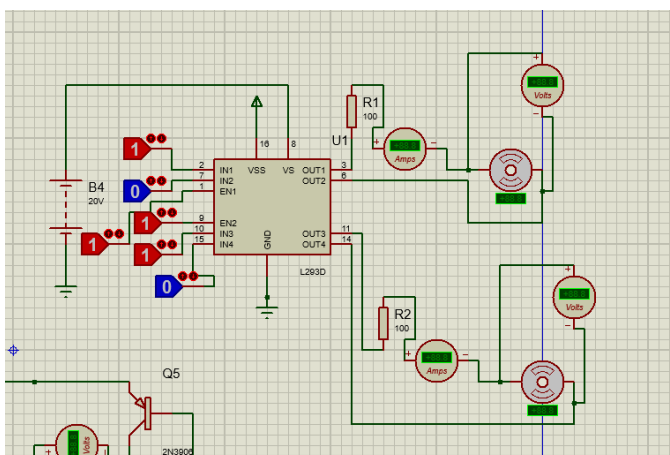 R1
100
+
Volts
-
+
Amps
-
U1
1
16
8
2
IN1
VSS
VS
OUT1
3
0
7
IN2
OUT2
6
1
EN1
B4
20V
1
9
EN2
1
10
IN3
OUT3
11
1
15
IN4
GND
OUT4
14
0
L293D
+
Volts
-
R2
100
+
Amps
-
Q5
2N3906
+
Volts
-